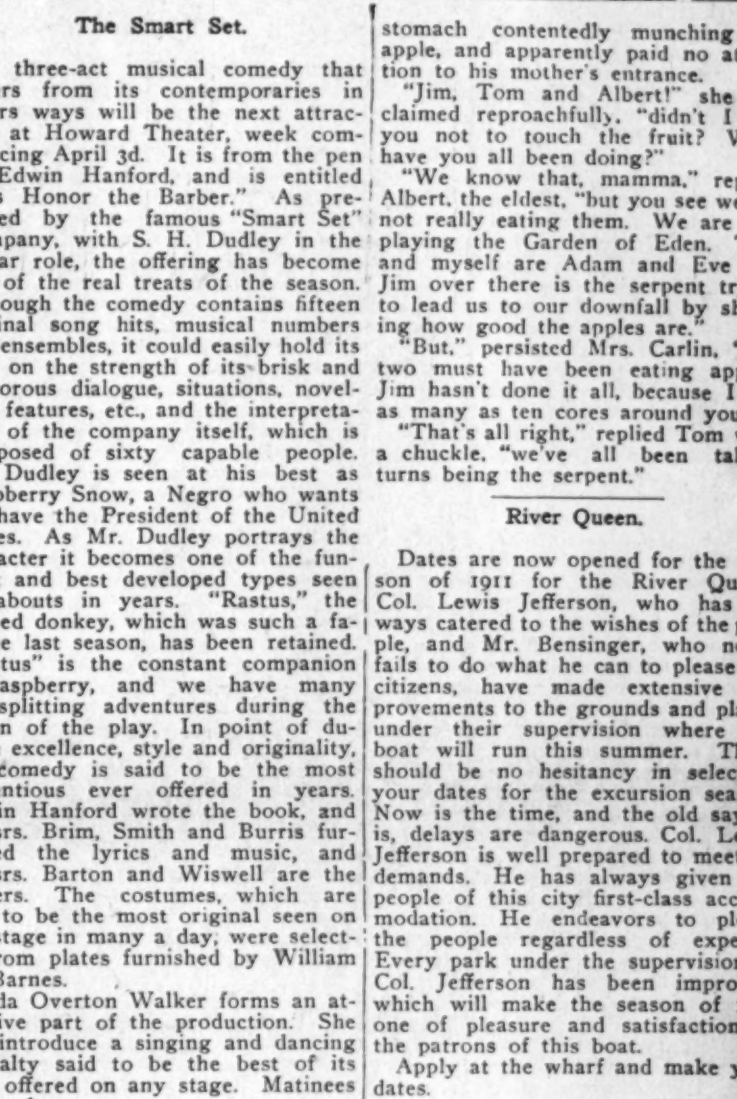 The Smart Set.
three-act musical comedy that
ers from its contemporaries in
rs ways will be the next attrac-
at Howard Theater, week com-
cing April 3d. It is from the pen
Edwin Hanford, and is entitled
s Honor the Barber." As pre-
ed by the famous "Smart Set"
mpany, with S. H. Dudley in the
ar role, the offering has become
of the real treats of the season.
ough the comedy contains fifteen
inal song hits, musical numbers
ensembles, it could easily hold its
on the strength of its brisk and
orous dialogue, situations, novel-
features, etc., and the interpreta-
of the company itself, which is
posed of sixty capable people.
Dudley is seen at his best as
pberry Snow, a Negro who wants
have the President of the United
es. As Mr. Dudley portrays the
acter it becomes one of the fun-
and best developed types seen
abouts in years. "Rastus," the
ed donkey, which was such a fa-
e last season, has been retained.
tus" is the constant companion
aspberry, and we have many
splitting adventures during the
n of the play. In point of du-
excellence, style and originality,
comedy is said to be the most
ntious ever offered in years.
in Hanford wrote the book, and
srs. Brim, Smith and Burris fur-
ed the lyrics and music, and
srs. Barton and Wiswell are the
ers. The costumes, which are
to be the most original seen on
stage in many a day, were select-
rom plates furnished by William
Barnes.
da Overton Walker forms an at-
ive part of the production. She
introduce a singing and dancing
alty said to be the best of its
offered on any stage. Matinees
stomach contentedly munching
apple, and apparently paid no at
tion to his mother's entrance.
"Jim, Tom and Albert!" she
claimed reproachfully, "didn't I
you not to touch the fruit? W
have you all been doing?"
"We know that, mamma," rep
Albert, the eldest, "but you see we
not really eating them. We are
playing the Garden of Eden. T
and myself are Adam and Eve
Jim over there is the serpent tr
to lead us to our downfall by sh
ing how good the apples are."
"But," persisted Mrs. Carlin, "
two must have been eating app
Jim hasn't done it all, because I
as many as ten cores around you
"That's all right," replied Tom w
a chuckle, "we've all been tak
turns being the serpent."
River Queen.
Dates are now opened for the
son of 1911 for the River Qu
Col. Lewis Jefferson, who has
ways catered to the wishes of the p
ple, and Mr. Bensinger, who ne
fails to do what he can to please
citizens, have made extensive
provements to the grounds and pl
under their supervision where
boat will run this summer. Th
should be no hesitancy in selec
your dates for the excursion sea
Now is the time, and the old say
is, delays are dangerous. Col. Le
Jefferson is well prepared to meet
demands. He has always given
people of this city first-class acc
modation. He endeavors to ple
the people regardless of expe
Every park under the supervision
Col. Jefferson has been impro
which will make the season of
one of pleasure and satisfaction
the patrons of this boat.
Apply at the wharf and make y
dates.